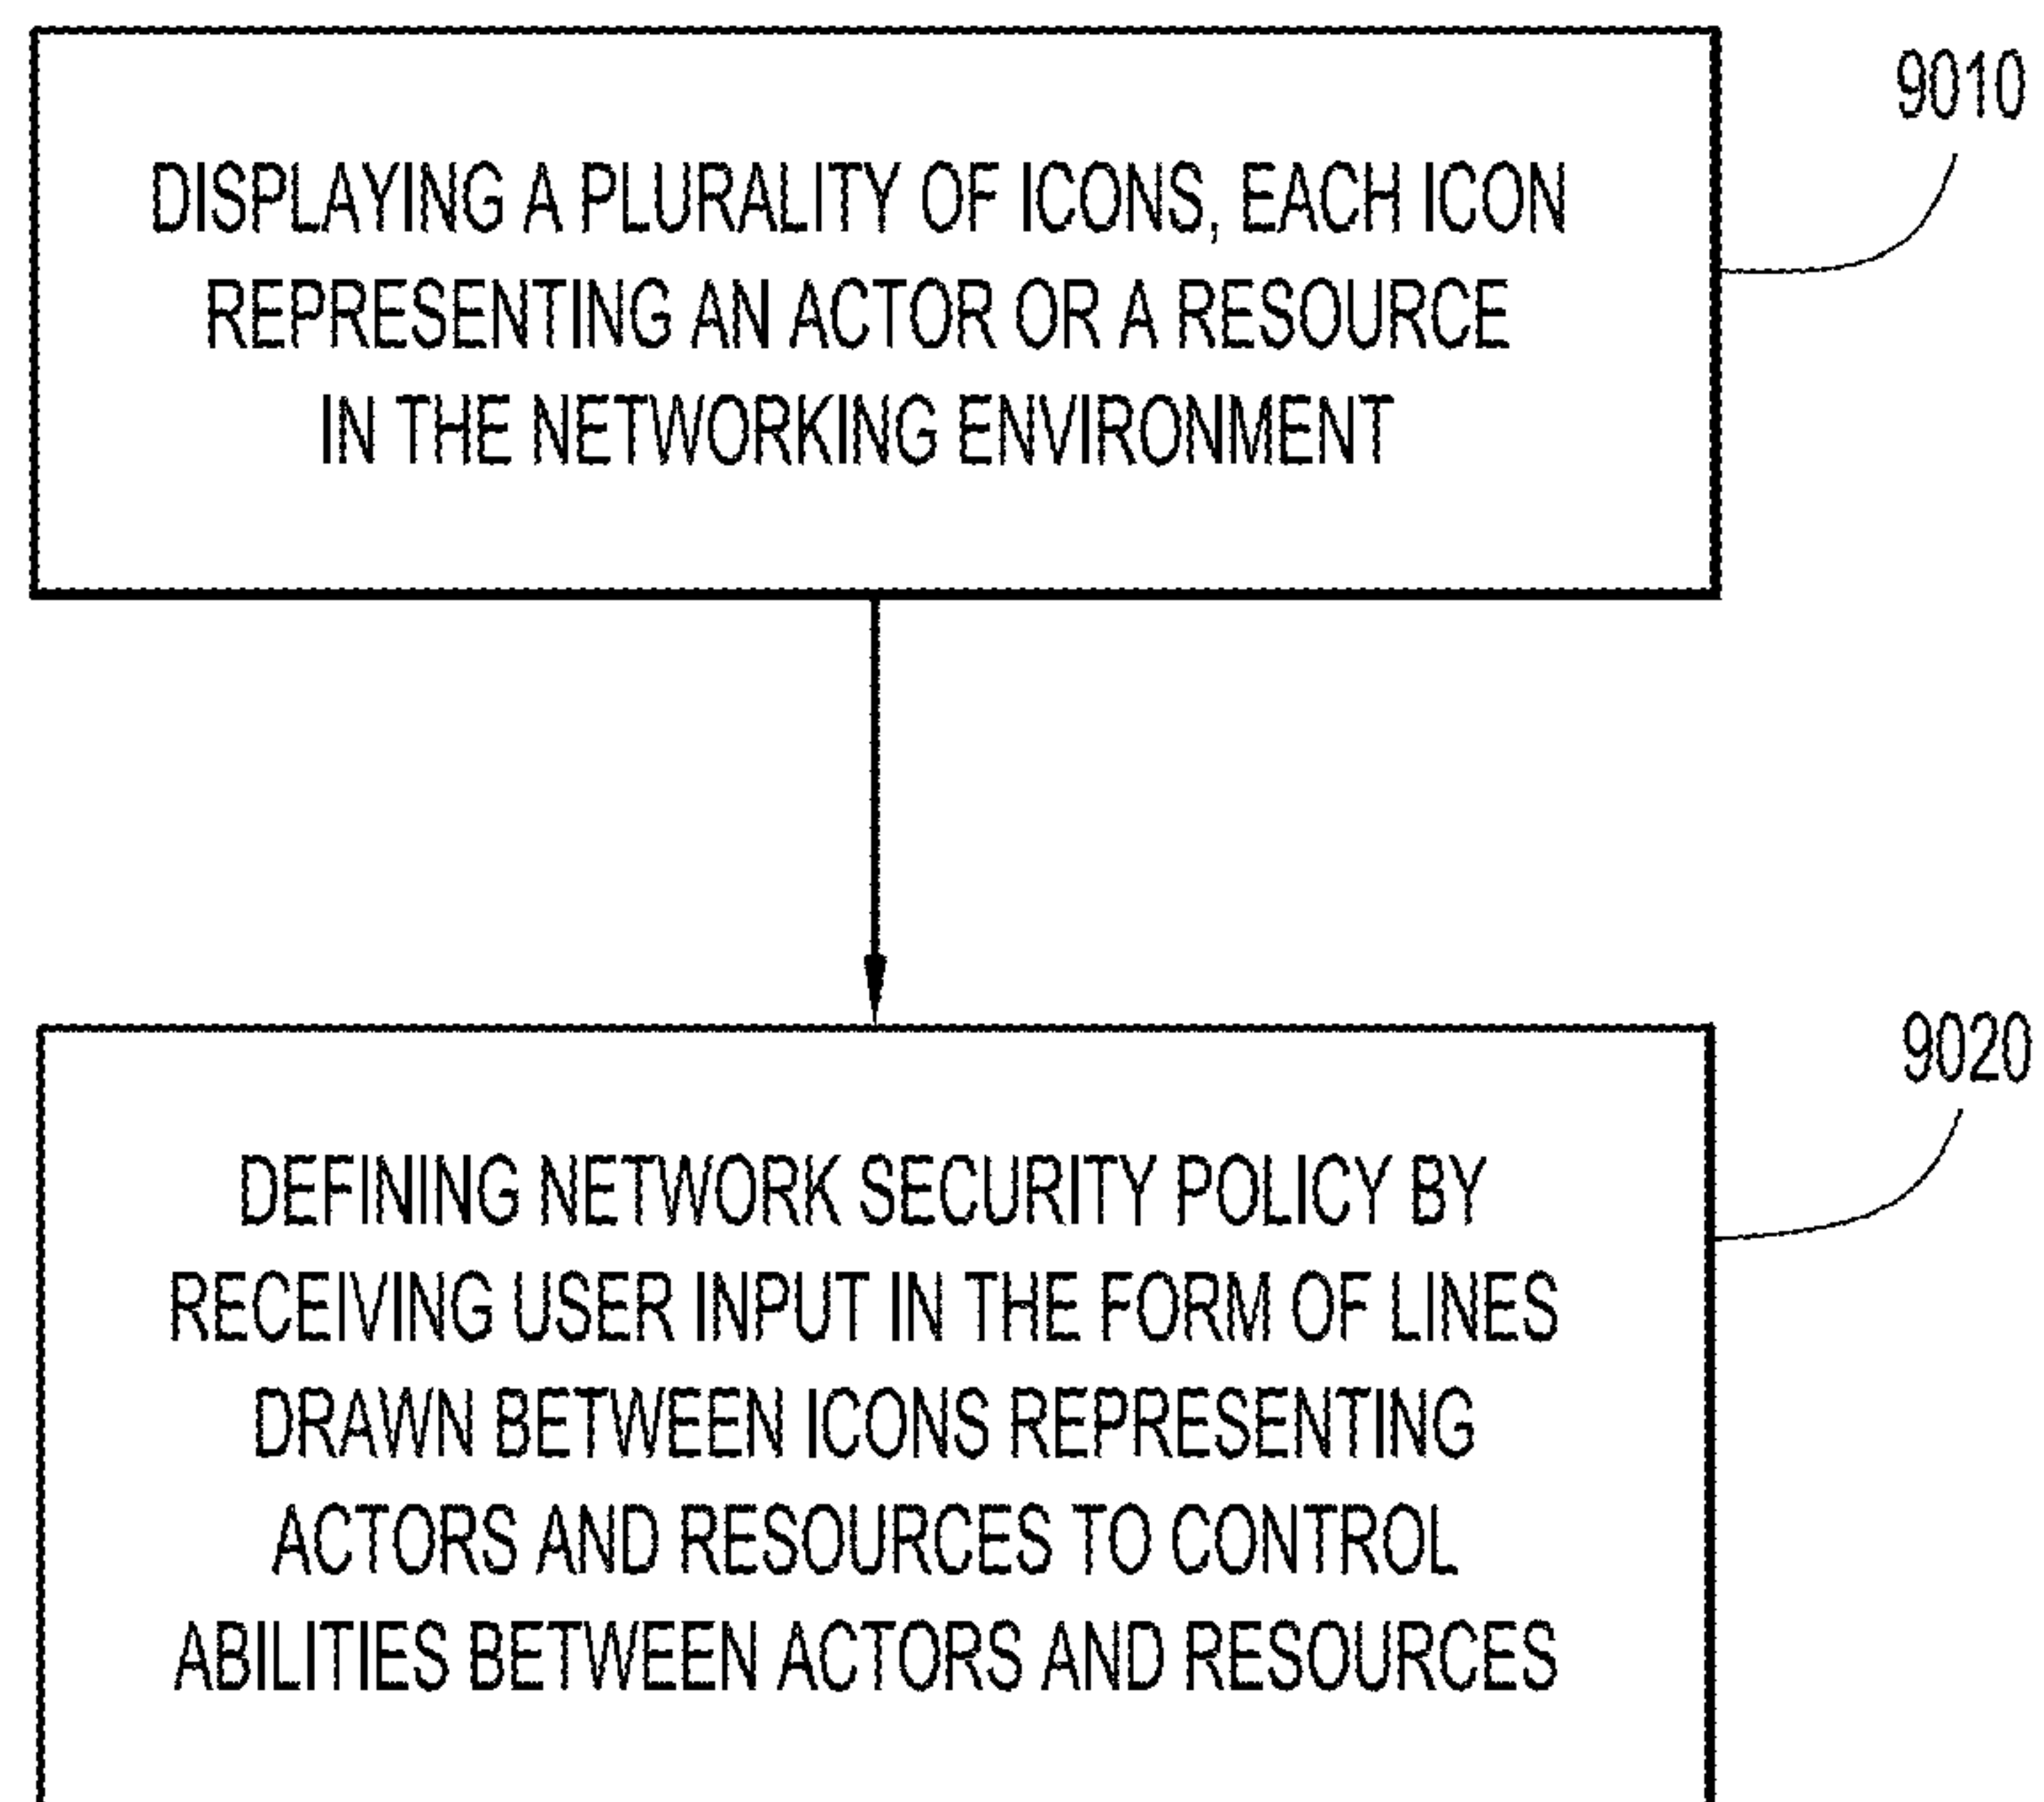 9010
DISPLAYING A PLURALITY OF ICONS, EACH ICON
REPRESENTING AN ACTOR OR A RESOURCE
IN THE NETWORKING ENVIRONMENT
9020
DEFINING NETWORK SECURITY POLICY BY
RECEIVING USER INPUT IN THE FORM OF LINES
DRAWN BETWEEN ICONS REPRESENTING
ACTORS AND RESOURCES TO CONTROL
ABILITIES BETWEEN ACTORS AND RESOURCES